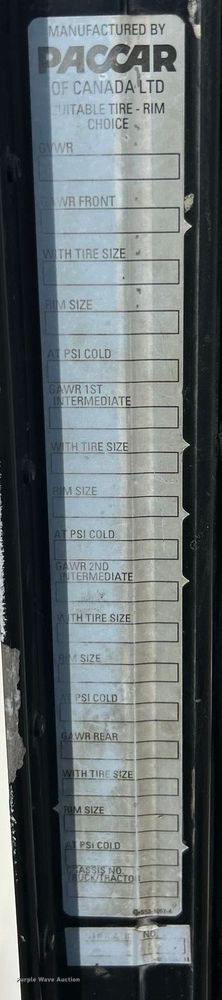 MANUFACTURED BY
PACCAR
OF CANADA LTD
SUITABLE TIRE - RIM
CHOICE
GVWR
GAWR FRONT
WITH TIRE SIZE
RIM SIZE
AT PSI COLD
GAWR 1ST
INTERMEDIATE
WITH TIRE SIZE
RIM SIZE
AT PSI COLD
GAWR 2ND
INTERMEDIATE
WITH TIRE SIZE
RIM SIZE
AT PSI COLD
GAWR REAR
WITH TIRE SIZE
RIM SIZE
AT PSI COLD
CHASSIS NO.
TRUCK/TRACTOR
NO.
Purple Wave Auction